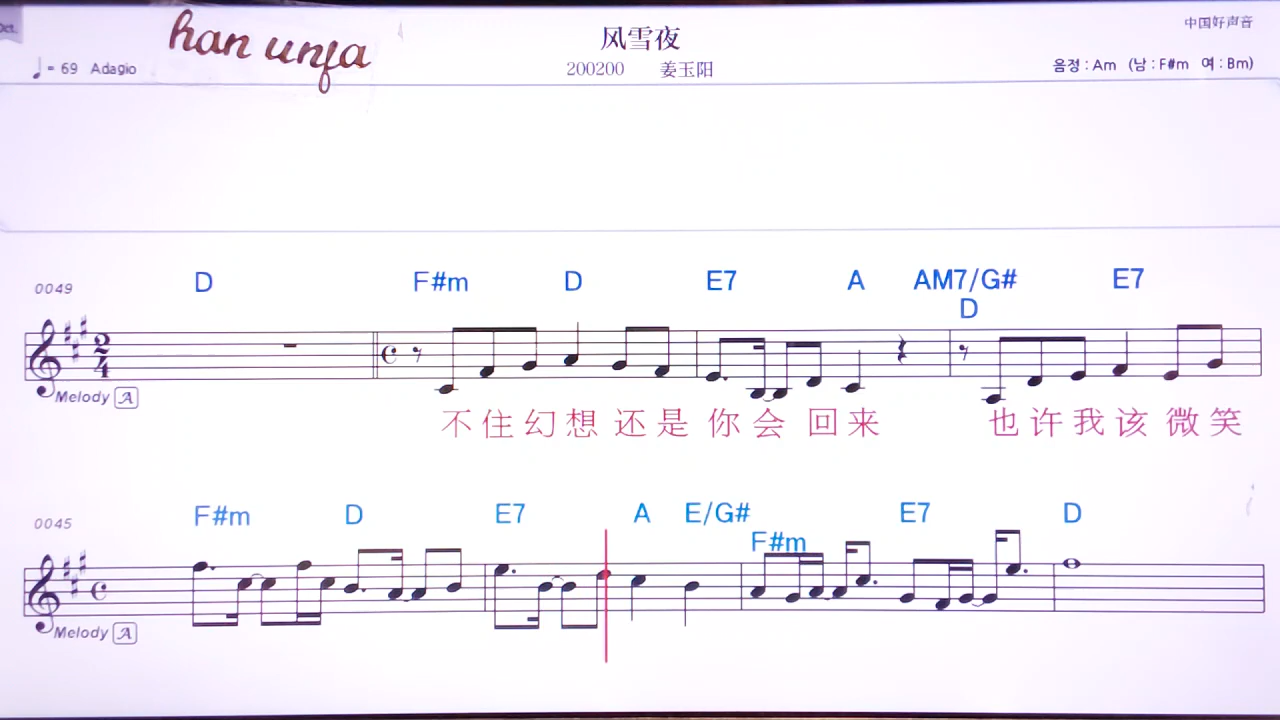 Oct.
han unfa
风雪夜
中国好声音
♩= 69 Adagio
200200 姜玉阳
음정 : Am (남 : F#m 여 : Bm)
D F#m D E7 A AM7/G# E7
D
0049
2/4
Melody A
不住幻想还是你会回来 也许我该微笑
F#m D E7 A E/G# E7 D
F#m
0045
Melody A